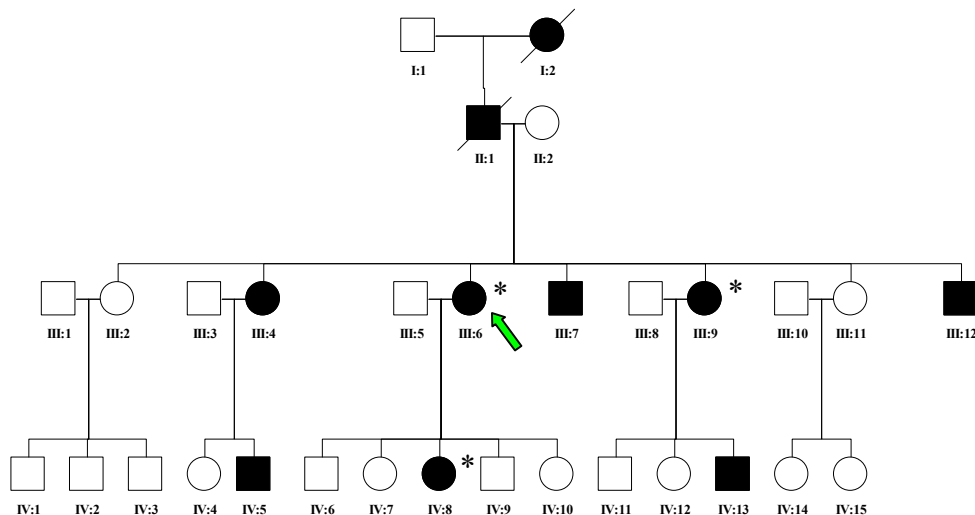 I:1 I:2
II:1 II:2
* *
III:1 III:2 III:3 III:4 III:5 III:6 III:7 III:8 III:9 III:10 III:11 III:12
*
IV:1 IV:2 IV:3 IV:4 IV:5 IV:6 IV:7 IV:8 IV:9 IV:10 IV:11 IV:12 IV:13 IV:14 IV:15